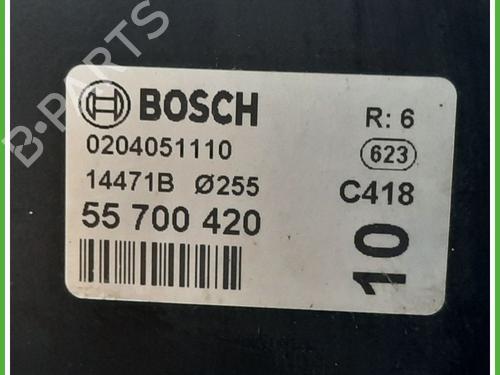 B-PARTS
BOSCH
R: 6
0204051110
623
14471B Ø255
C418
55 700 420
10